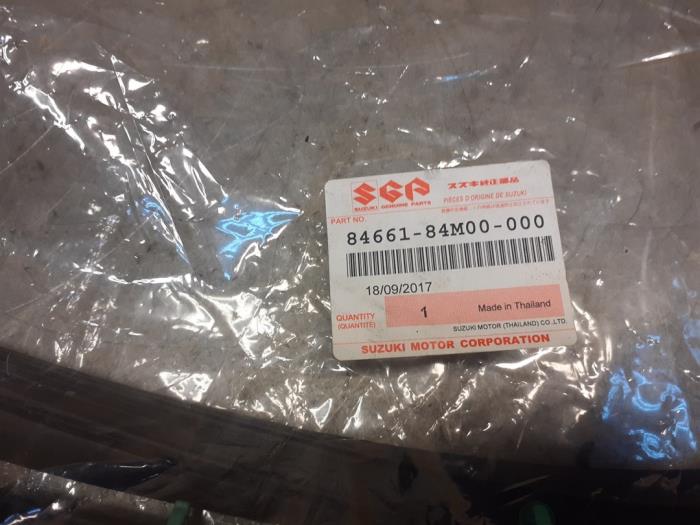 SGP スズキ純正部品
SUZUKI GENUINE PARTS PIÈCES D'ORIGINE DE SUZUKI
PART NO.
84661-84M00-000
18/09/2017
QUANTITY 1 Made in Thailand
(QUANTITÉ)
SUZUKI MOTOR (THAILAND) CO.,LTD.
SUZUKI MOTOR CORPORATION